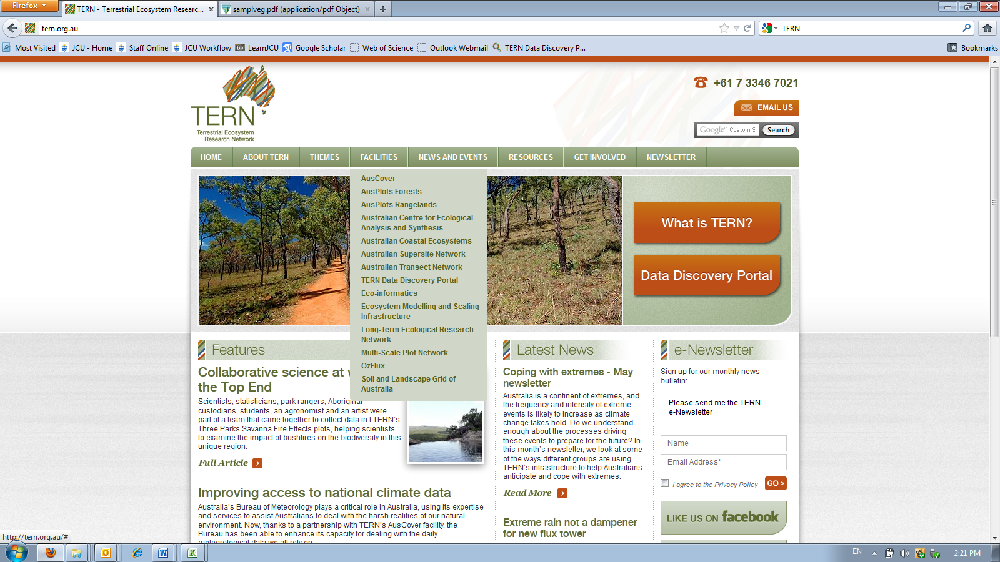 Firefox
TERN - Terrestrial Ecosystem Researc...
samplveg.pdf (application/pdf Object)
tern.org.au
TERN
Most Visited
JCU - Home
Staff Online
JCU Workflow
Bb
LearnJCU
Google Scholar
Web of Science
Outlook Webmail
TERN Data Discovery P...
Bookmarks
TERN
Terrestrial Ecosystem
Research Network
+61 7 3346 7021
EMAIL US
Google™ Custom S
Search
HOME
ABOUT TERN
THEMES
FACILITIES
NEWS AND EVENTS
RESOURCES
GET INVOLVED
NEWSLETTER
AusCover
AusPlots Forests
AusPlots Rangelands
Australian Centre for Ecological
Analysis and Synthesis
Australian Coastal Ecosystems
Australian Supersite Network
Australian Transect Network
TERN Data Discovery Portal
Eco-informatics
Ecosystem Modelling and Scaling
Infrastructure
Long-Term Ecological Research
Network
Multi-Scale Plot Network
OzFlux
Soil and Landscape Grid of
Australia
What is TERN?
Data Discovery Portal
Features
Collaborative science at
the Top End
Scientists, statisticians, park rangers, Aboriginal
custodians, students, an agronomist and an artist were
part of a team that came together to collect data in LTERN's
Three Parks Savanna Fire Effects plots, helping scientists
to examine the impact of bushfires on the biodiversity in this
unique region.
Full Article
Improving access to national climate data
Australia's Bureau of Meteorology plays a critical role in Australia, using its expertise
and services to assist Australians to deal with the harsh realities of our natural
environment. Now, thanks to a partnership with TERN's AusCover facility, the
Bureau has been able to enhance its capacity for dealing with the daily
meteorological data we all rely on.
Latest News
Coping with extremes - May
newsletter
Australia is a continent of extremes, and
the frequency and intensity of extreme
events is likely to increase as climate
change takes hold. Do we understand
enough about the processes driving
these events to prepare for the future? In
this month's newsletter, we look at some
of the ways different groups are using
TERN's infrastructure to help Australians
anticipate and cope with extremes.
Read More
Extreme rain not a dampener
for new flux tower
e-Newsletter
Sign up for our monthly news
bulletin:
Please send me the TERN
e-Newsletter
Name
Email Address*
I agree to the Privacy Policy
GO >
LIKE US ON facebook
http://tern.org.au/#
EN
2:21 PM